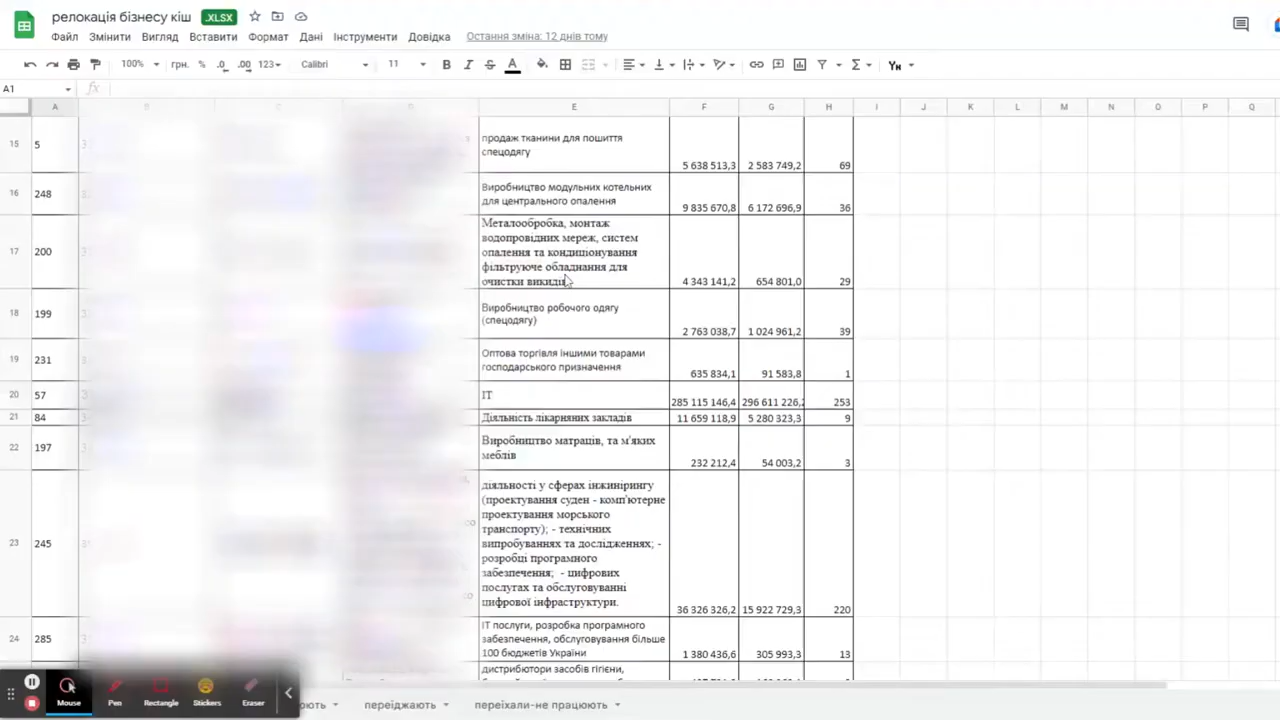 релокація бізнесу кіш .XLSX
Файл Змінити Вигляд Вставити Формат Дані Інструменти Довідка Остання зміна: 12 днів тому
100% грн. % .0 .00 123 Calibri 11 B I S A
A1 fx
A E F G H I J K L M N O P Q
15 5 продаж тканини для пошиття
спецодягу 5 638 513,3 2 583 749,2 69
16 248 Виробництво модульних котельних
для центрального опалення 9 835 670,8 6 172 696,9 36
17 200 Металообробка, монтаж
водопровідних мереж, систем
опалення та кондиціонування
фільтруюче обладнання для
очистки 4 343 141,2 654 801,0 29
18 199 Виробництво робочого одягу
(спецодягу) 2 763 038,7 1 024 961,2 39
19 231 Оптова торгівля іншими товарами
господарського призначення 635 834,1 91 583,8 1
20 57 ІТ 285 115 146,4 296 611 226,2 253
21 84 Діяльність лікарняних закладів 11 659 118,9 5 280 323,3 9
22 197 Виробництво матраців, та м'яких
меблів 232 212,4 54 003,2 3
23 245 діяльності у сферах інжинірингу
(проектування суден - комп'ютерне
проектування морського
транспорту); - технічних
випробуваннях та дослідженнях; -
розробці програмного
забезпечення; - цифрових
послугах та обслуговуванні
цифрової інфраструктури. 36 326 326,2 15 922 729,3 220
24 285 ІТ послуги, розробка програмного
забезпечення, обслуговування більше
100 бюджетів України 1 380 436,6 305 993,3 13
дистрибютори засобів гігієни,
Mouse Pen Rectangle Stickers Eraser
переїджають переїхали-не працюють